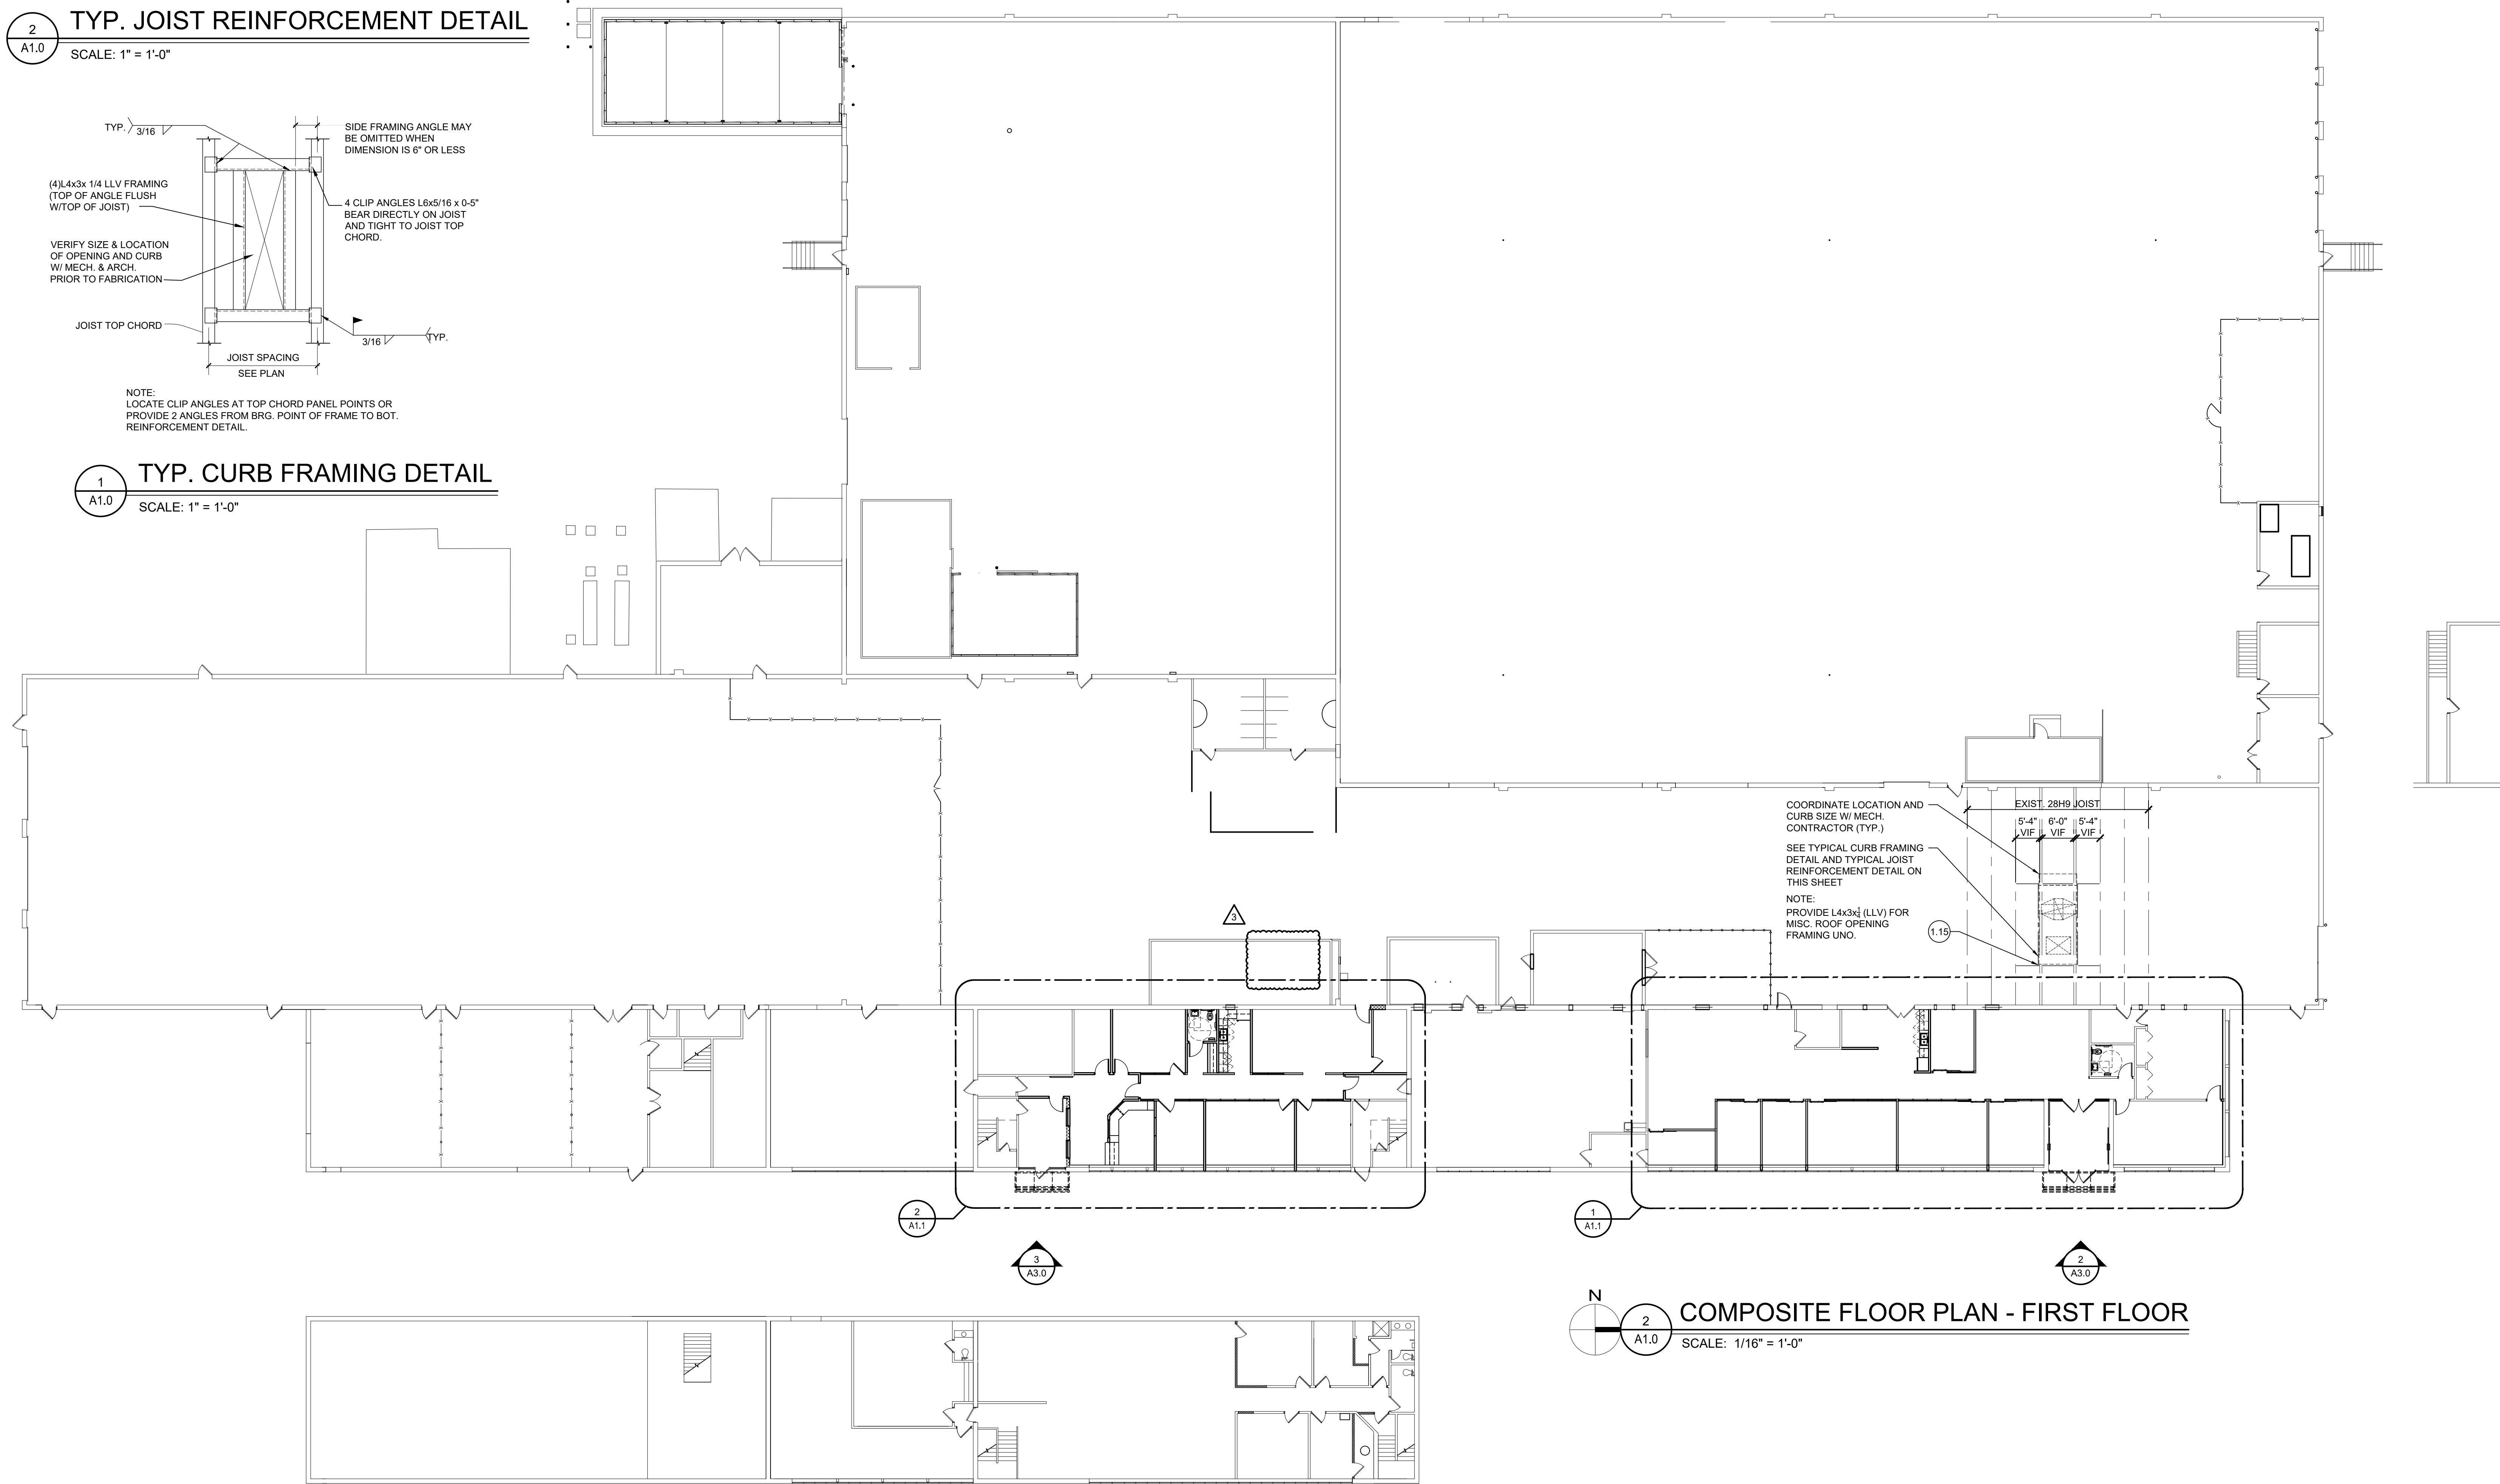 2
A1.0
TYP. JOIST REINFORCEMENT DETAIL
SCALE: 1" = 1'-0"
TYP.
3/16
SIDE FRAMING ANGLE MAY
BE OMITTED WHEN
DIMENSION IS 6" OR LESS
(4)L4x3x 1/4 LLV FRAMING
(TOP OF ANGLE FLUSH
W/TOP OF JOIST)
4 CLIP ANGLES L6x5/16 x 0-5"
BEAR DIRECTLY ON JOIST
AND TIGHT TO JOIST TOP
CHORD.
VERIFY SIZE & LOCATION
OF OPENING AND CURB
W/ MECH. & ARCH.
PRIOR TO FABRICATION
JOIST TOP CHORD
3/16
TYP.
JOIST SPACING
SEE PLAN
NOTE:
LOCATE CLIP ANGLES AT TOP CHORD PANEL POINTS OR
PROVIDE 2 ANGLES FROM BRG. POINT OF FRAME TO BOT.
REINFORCEMENT DETAIL.
1
A1.0
TYP. CURB FRAMING DETAIL
SCALE: 1" = 1'-0"
COORDINATE LOCATION AND
CURB SIZE W/ MECH.
CONTRACTOR (TYP.)
EXIST. 28H9 JOIST
5'-4" 6'-0" 5'-4"
VIF VIF VIF
SEE TYPICAL CURB FRAMING
DETAIL AND TYPICAL JOIST
REINFORCEMENT DETAIL ON
THIS SHEET
NOTE:
PROVIDE L4x3x¼ (LLV) FOR
MISC. ROOF OPENING
FRAMING UNO.
1.15
3
2
A1.1
1
A1.1
3
A3.0
2
A3.0
N
2
A1.0
COMPOSITE FLOOR PLAN - FIRST FLOOR
SCALE: 1/16" = 1'-0"